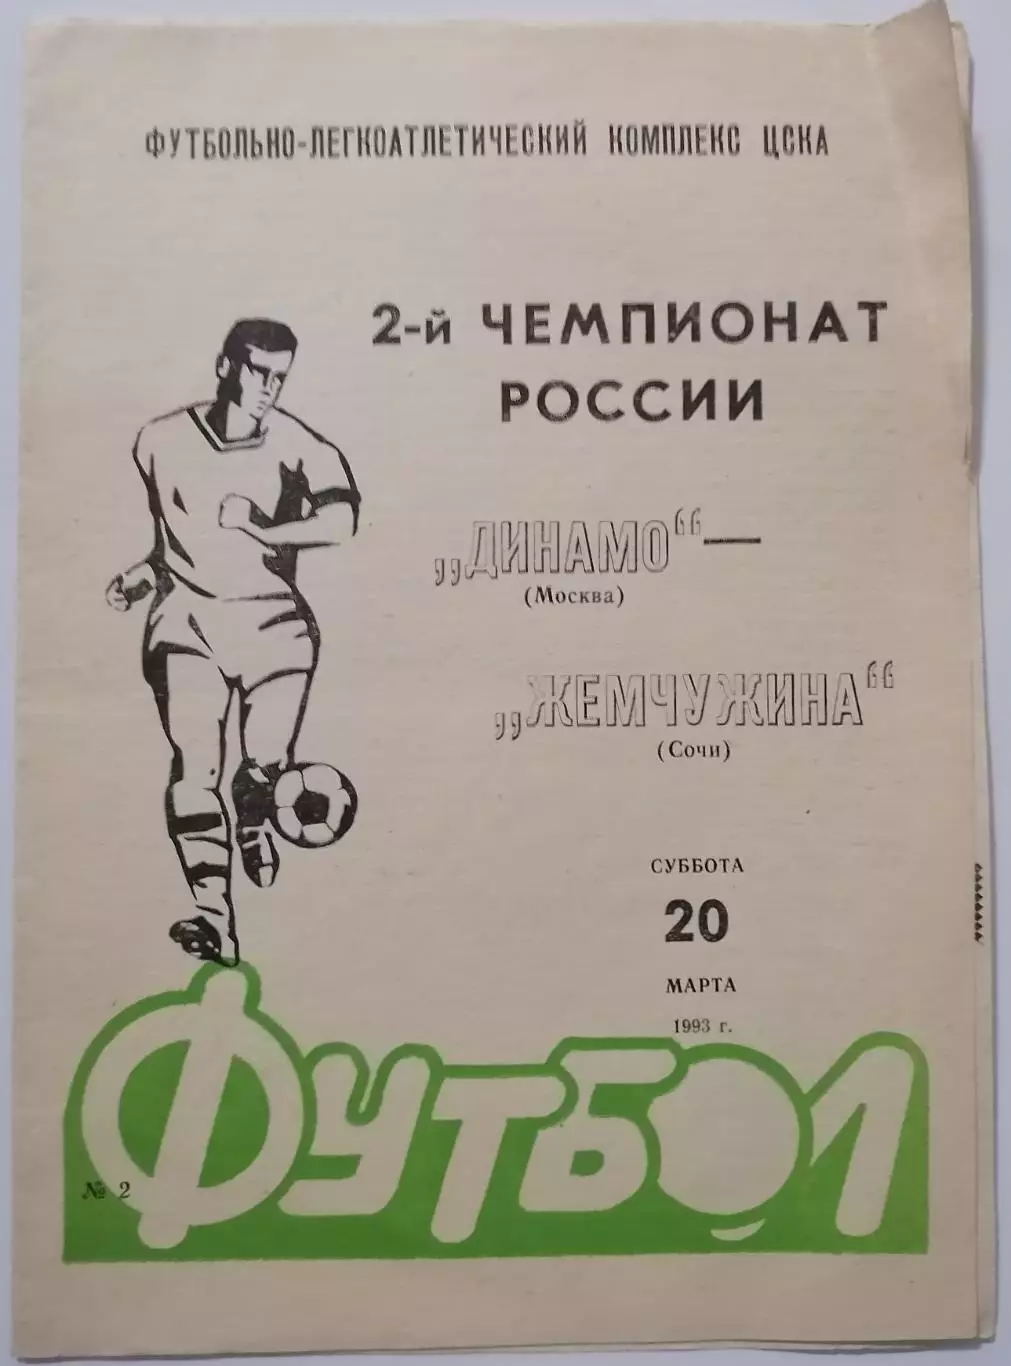 ФУТБОЛЬНО-ЛЕГКОАТЛЕТИЧЕСКИЙ КОМПЛЕКС ЦСКА
2-й ЧЕМПИОНАТ
РОССИИ
„ДИНАМО“—
(Москва)
„ЖЕМЧУЖИНА“
(Сочи)
СУББОТА
20
МАРТА
1993 г.
ФУТБОЛ
№ 2